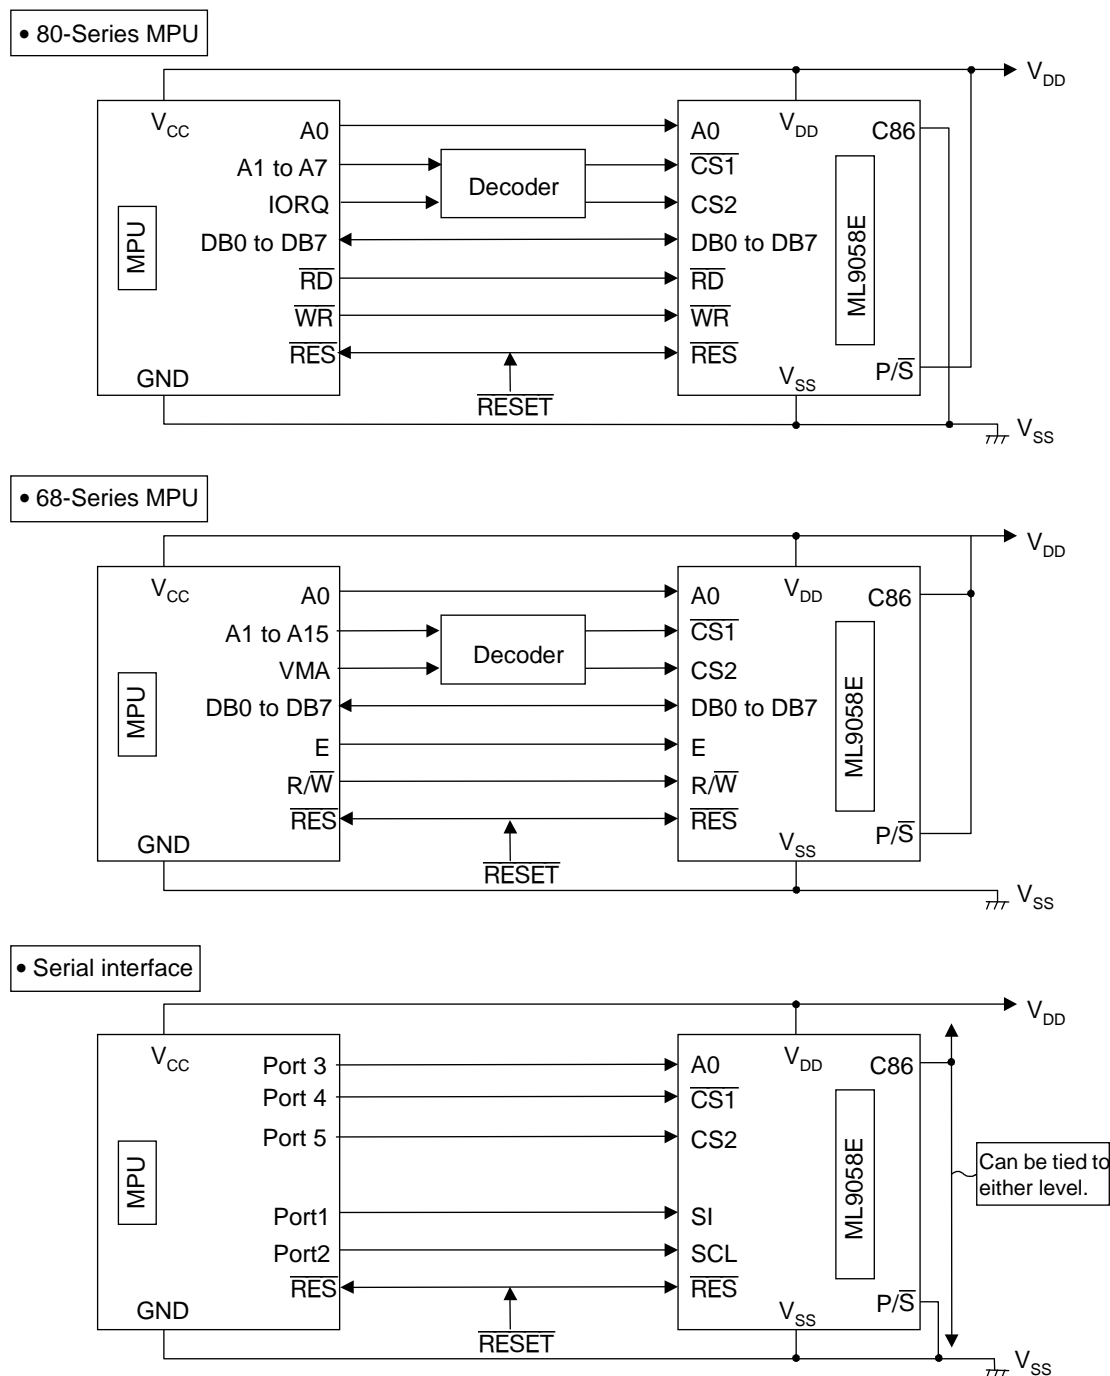 • 80-Series MPU
VDD
VCC
A0
A1 to A7
IORQ
DB0 to DB7
RD
WR
RES
GND
MPU
Decoder
RESET
A0
CS1
CS2
DB0 to DB7
RD
WR
RES
VDD
C86
ML9058E
P/S
VSS
VSS
• 68-Series MPU
VDD
VCC
A0
A1 to A15
VMA
DB0 to DB7
E
R/W
RES
GND
MPU
Decoder
RESET
A0
CS1
CS2
DB0 to DB7
E
R/W
RES
VDD
C86
ML9058E
P/S
VSS
VSS
• Serial interface
VDD
VCC
Port 3
Port 4
Port 5
Port1
Port2
RES
GND
MPU
RESET
A0
CS1
CS2
SI
SCL
RES
VDD
C86
ML9058E
P/S
VSS
Can be tied to
either level.
VSS